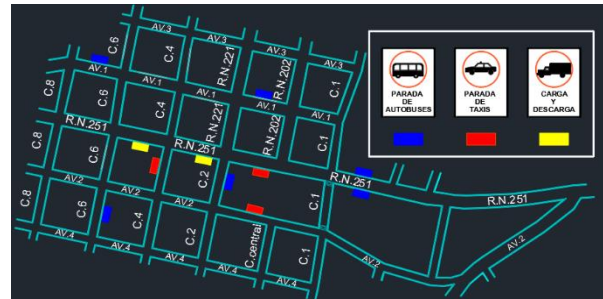 AV.3
AV.3
AV.3
C.6
C.4
R.N.221
R.N.202
C.1
AV.1
AV.1
AV.1
AV.1
C.8
C.6
C.4
R.N.221
R.N.202
C.1
R.N.251
R.N.251
R.N.251
R.N.251
C.8
C.6
C.2
C.1
AV.2
AV.2
AV.2
AV.2
C.8
C.6
C.4
C.2
C.central
C.1
AV.4
AV.4
AV.4
AV.4
PARADA
DE
AUTOBUSES
PARADA
DE
TAXIS
CARGA
Y
DESCARGA